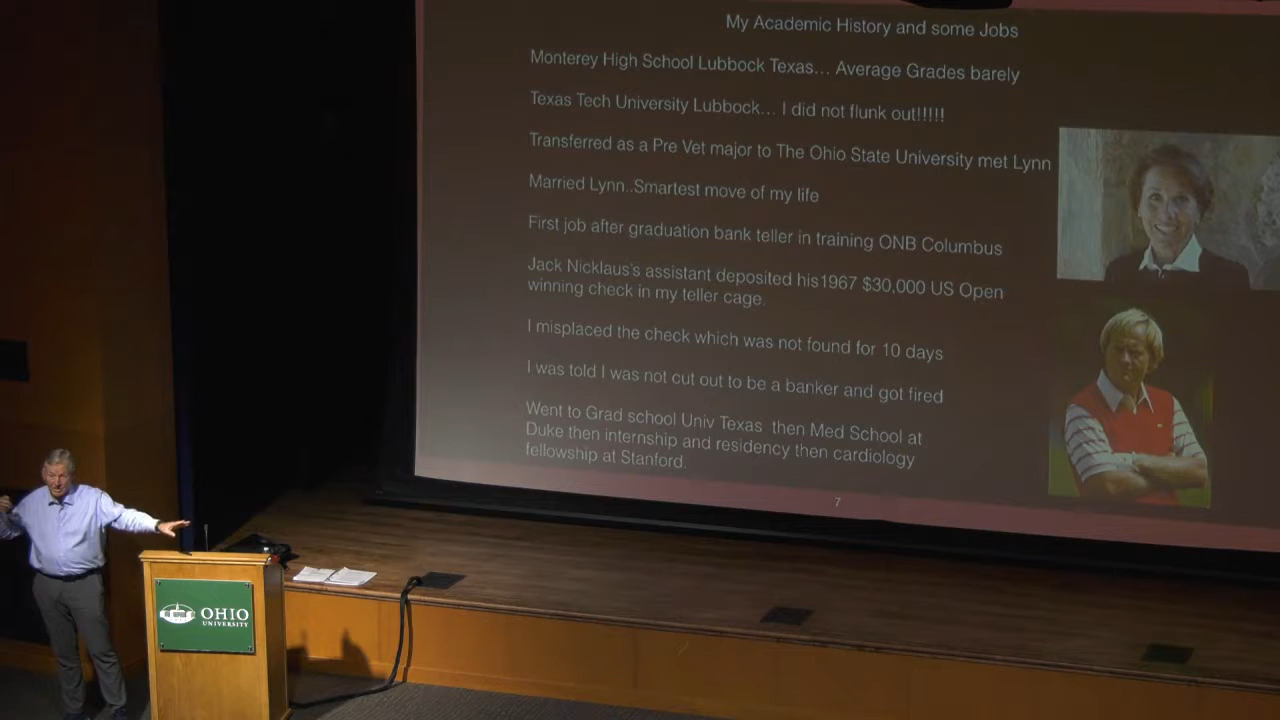 My Academic History and some Jobs
Monterey High School Lubbock Texas... Average Grades barely
Texas Tech University Lubbock... I did not flunk out!!!!!
Transferred as a Pre Vet major to The Ohio State University met Lynn
Married Lynn..Smartest move of my life
First job after graduation bank teller in training ONB Columbus
Jack Nicklaus's assistant deposited his1967 $30,000 US Open
winning check in my teller cage.
I misplaced the check which was not found for 10 days
I was told I was not cut out to be a banker and got fired
Went to Grad school Univ Texas then Med School at
Duke then internship and residency then cardiology
fellowship at Stanford.
7
OHIO
UNIVERSITY